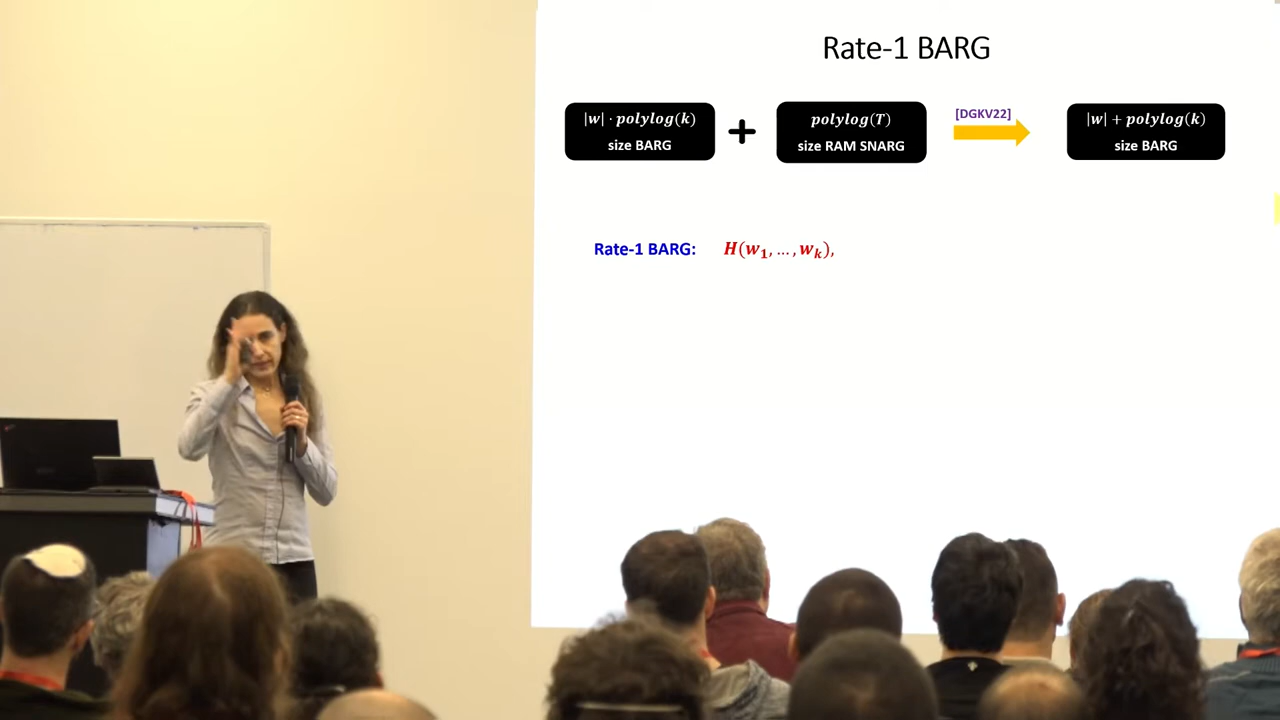 Rate-1 BARG
|w| · polylog(k)
size BARG
+
polylog(T)
size RAM SNARG
[DGKV22]
|w| + polylog(k)
size BARG
Rate-1 BARG: H(w₁, …, wₖ),